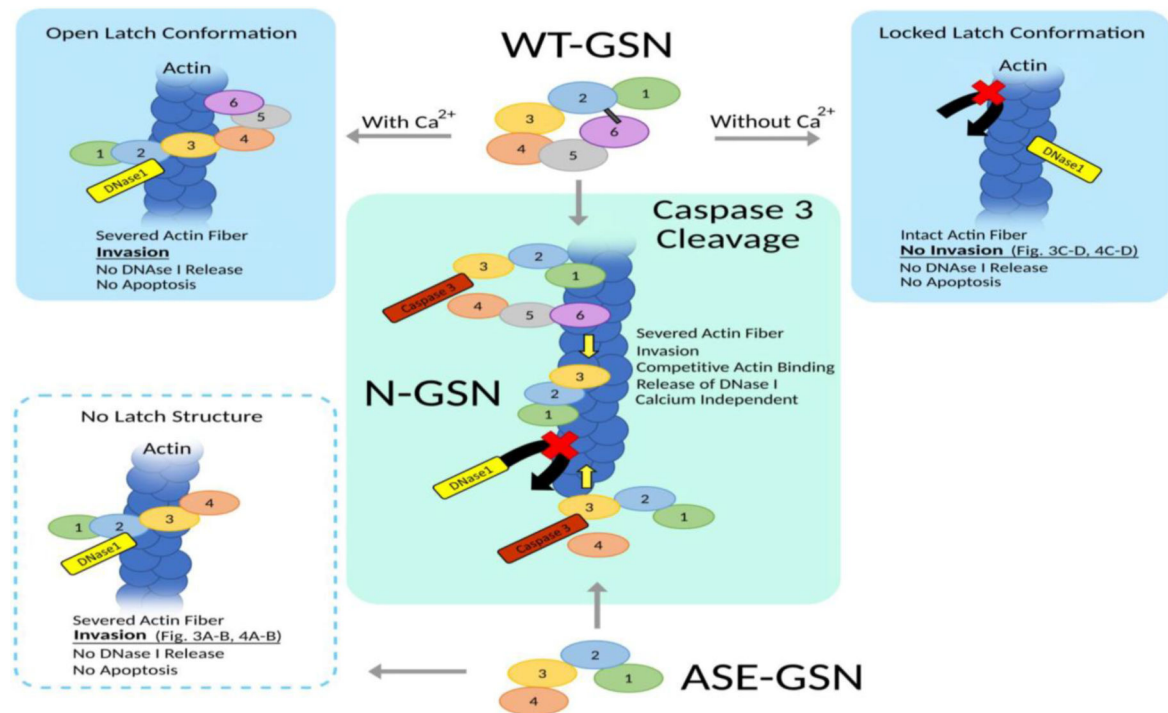 Open Latch Conformation
Actin
6
5
4
3
2
1
DNase1
Severed Actin Fiber
Invasion
No DNAse I Release
No Apoptosis
WT-GSN
1
2
3
6
4
5
With Ca2+
Without Ca2+
Locked Latch Conformation
Actin
DNase1
Intact Actin Fiber
No Invasion (Fig. 3C-D, 4C-D)
No DNAse I Release
No Apoptosis
Caspase 3
Cleavage
3
2
1
Caspase 3
4
5
6
Severed Actin Fiber
Invasion
Competitive Actin Binding
Release of DNase I
Calcium Independent
N-GSN
3
2
1
DNase1
3
2
1
Caspase 3
4
No Latch Structure
Actin
4
3
2
1
DNase1
Severed Actin Fiber
Invasion (Fig. 3A-B, 4A-B)
No DNase I Release
No Apoptosis
2
3
1
4
ASE-GSN